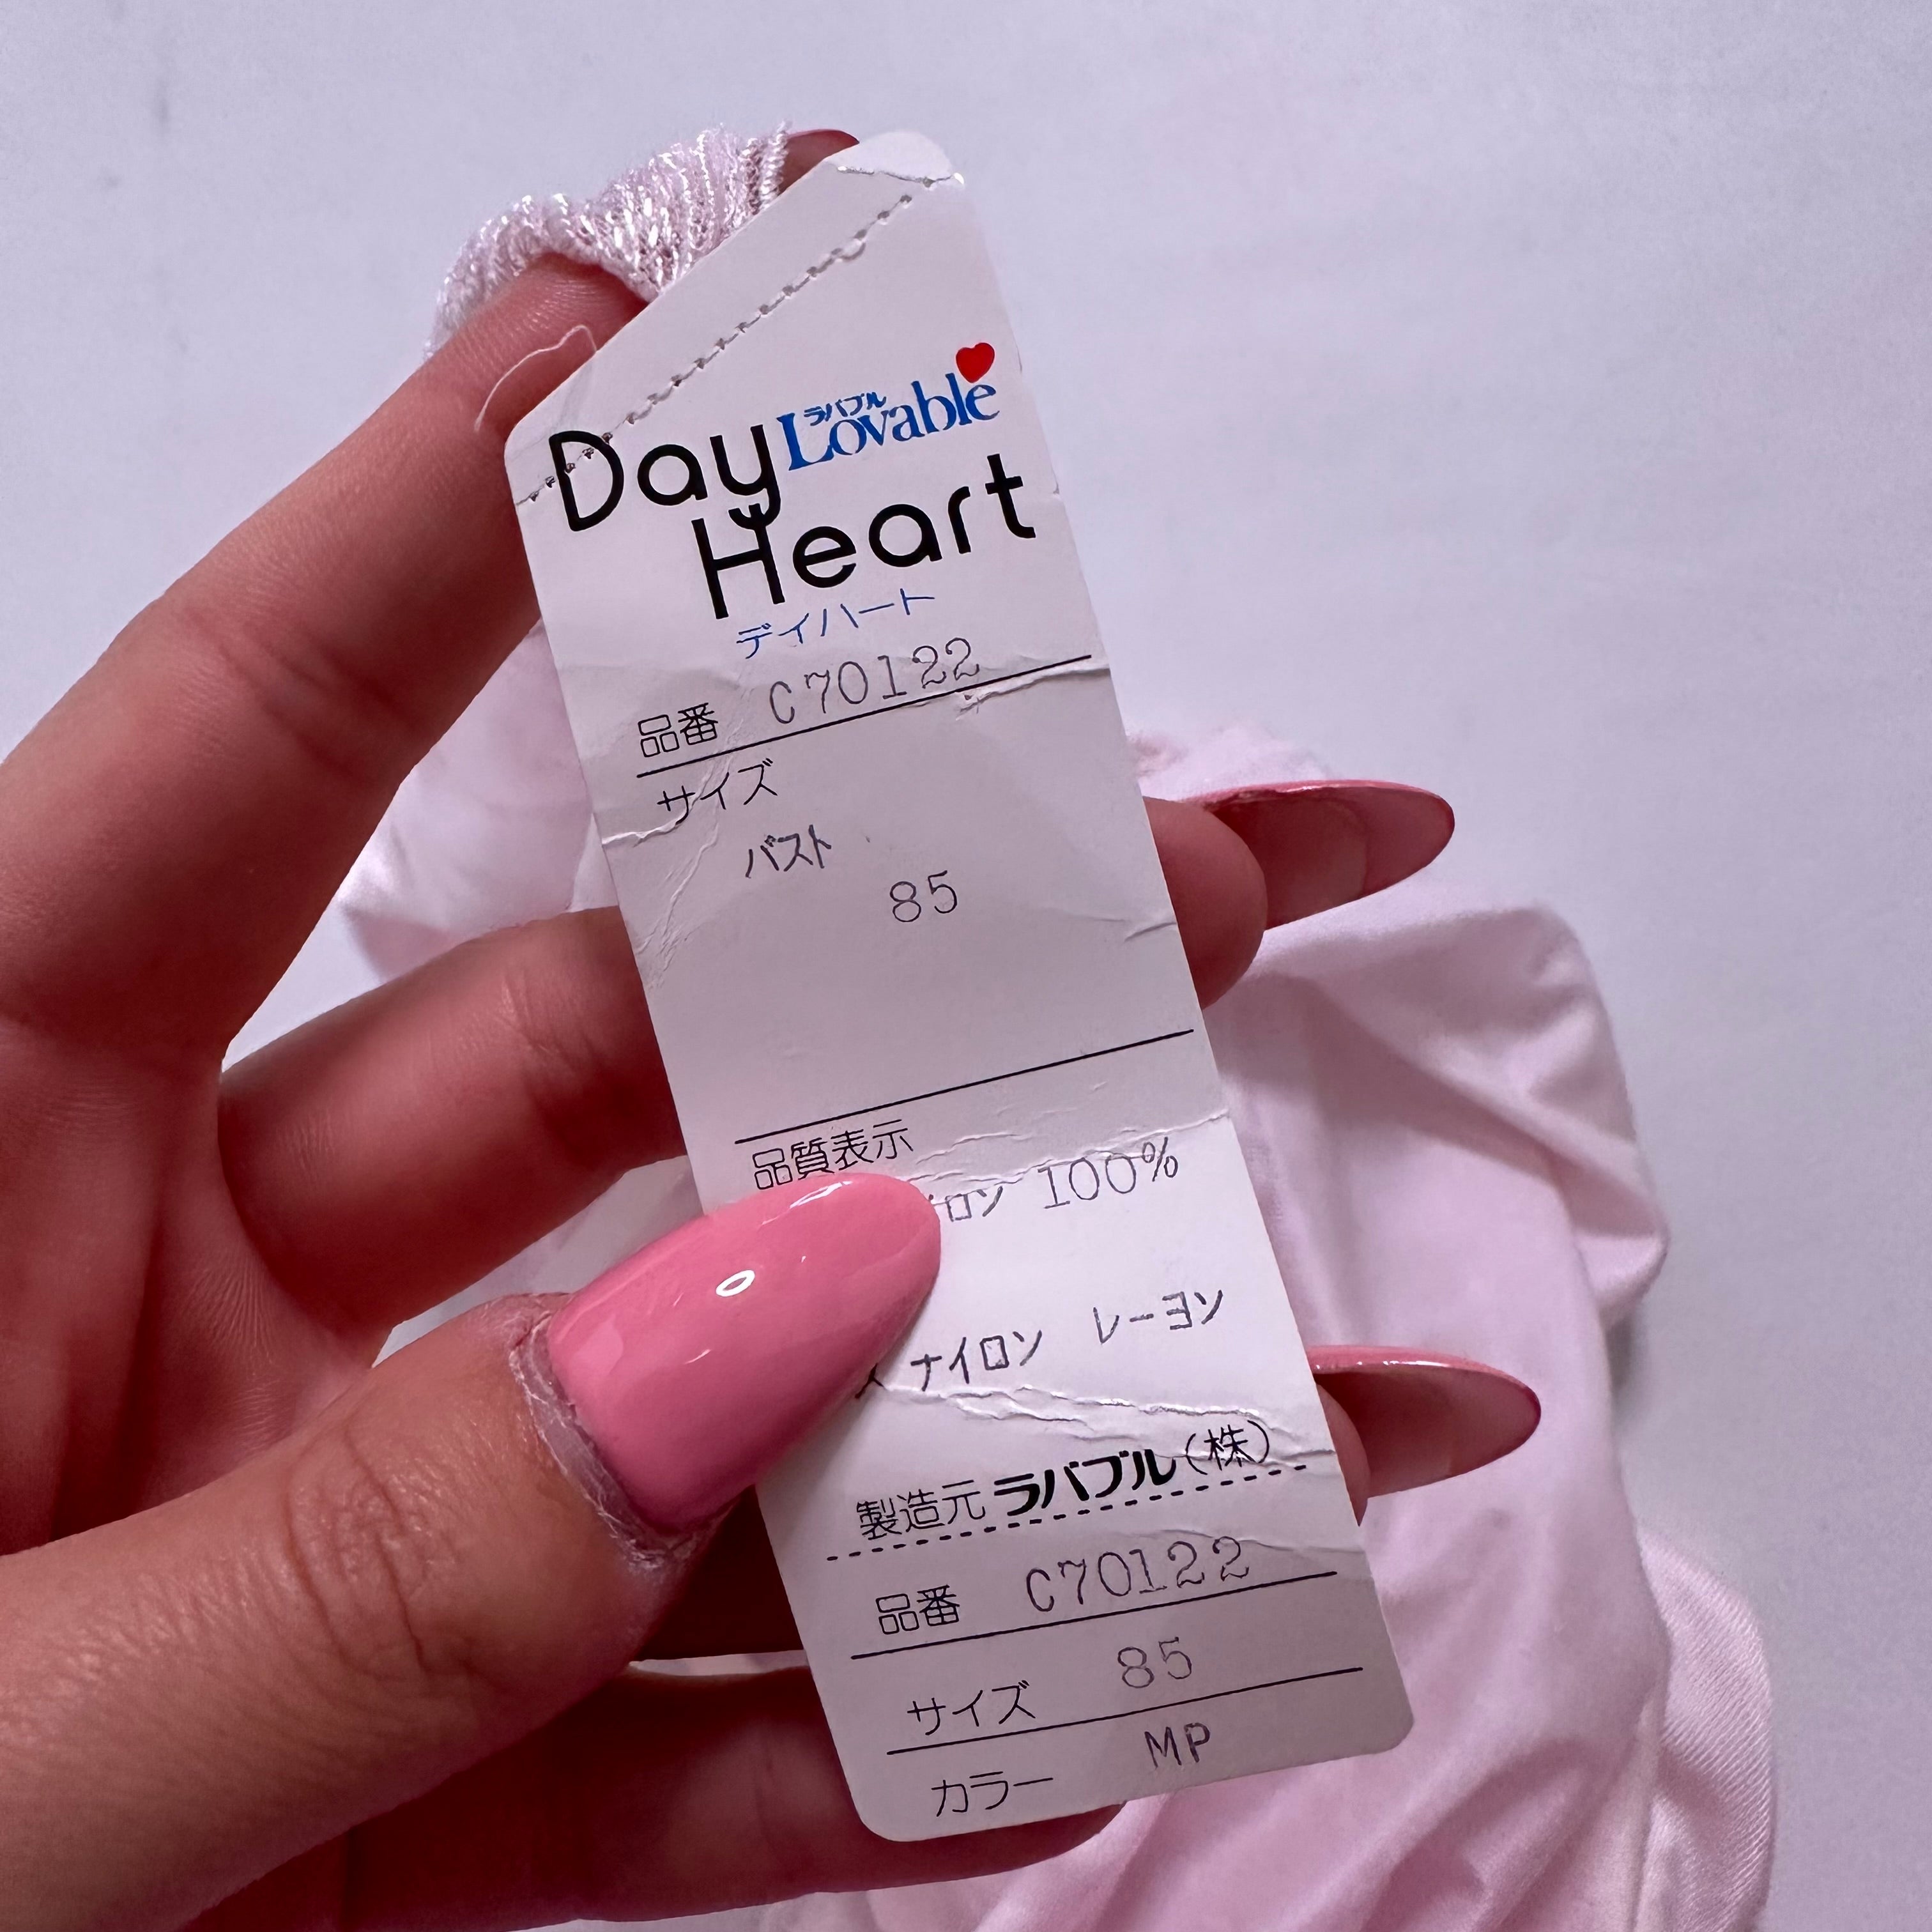 ラバブル
Lovable
Day
Heart
デイハート
品番 C70122
サイズ
バスト
85
品質表示
100%
ナイロン レーヨン
製造元 ラバブル(株)
品番 C70122
サイズ 85
カラー MP